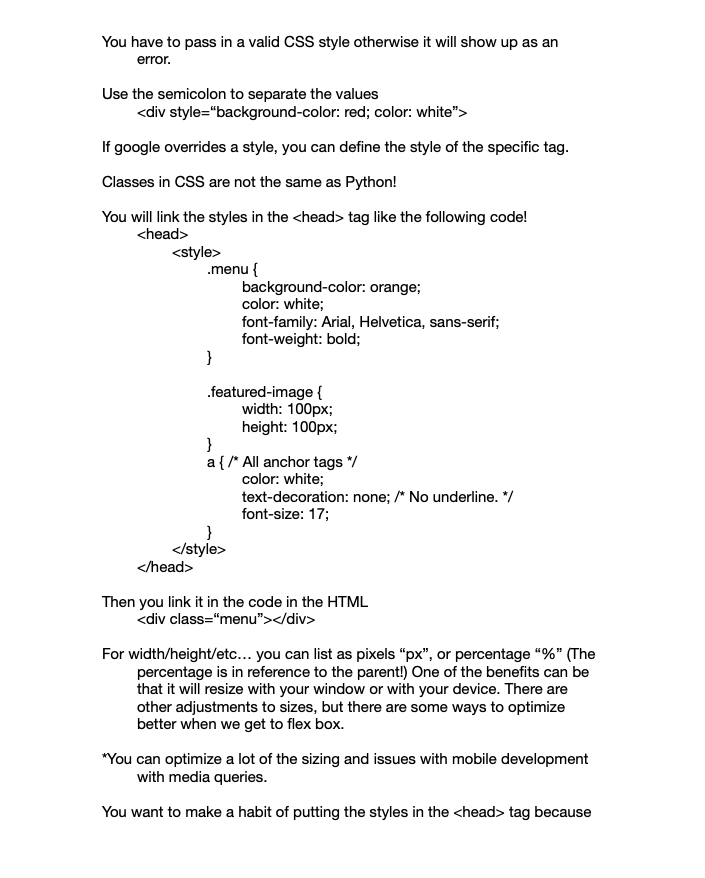 You have to pass in a valid CSS style otherwise it will show up as an
error.
Use the semicolon to separate the values
<div style=“background-color: red; color: white”>
If google overrides a style, you can define the style of the specific tag.
Classes in CSS are not the same as Python!
You will link the styles in the <head> tag like the following code!
<head>
<style>
.menu {
background-color: orange;
color: white;
font-family: Arial, Helvetica, sans-serif;
font-weight: bold;
}
.featured-image {
width: 100px;
height: 100px;
}
a { /* All anchor tags */
color: white;
text-decoration: none; /* No underline. */
font-size: 17;
}
</style>
</head>
Then you link it in the code in the HTML
<div class=“menu”></div>
For width/height/etc… you can list as pixels “px”, or percentage “%” (The
percentage is in reference to the parent!) One of the benefits can be
that it will resize with your window or with your device. There are
other adjustments to sizes, but there are some ways to optimize
better when we get to flex box.
*You can optimize a lot of the sizing and issues with mobile development
with media queries.
You want to make a habit of putting the styles in the <head> tag because